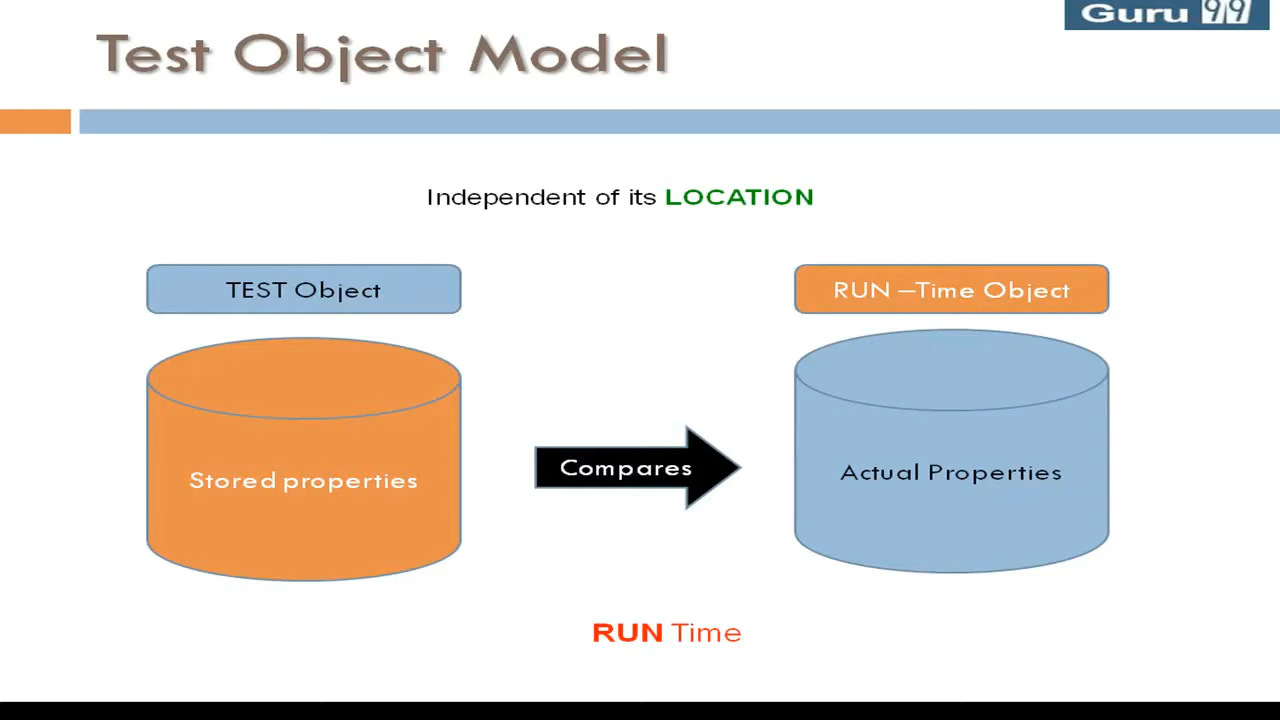 Guru 99
Test Object Model
Independent of its LOCATION
TEST Object
RUN –Time Object
Stored properties
Compares
Actual Properties
RUN Time